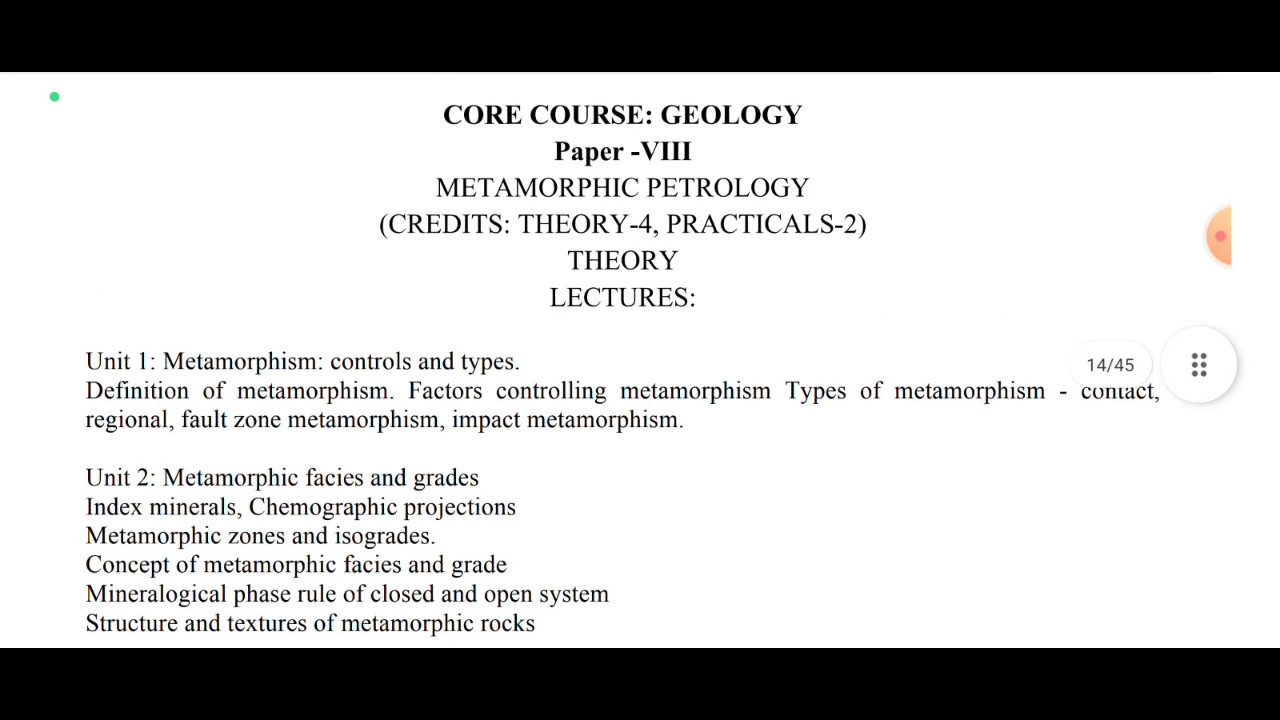 CORE COURSE: GEOLOGY
Paper -VIII
METAMORPHIC PETROLOGY
(CREDITS: THEORY-4, PRACTICALS-2)
THEORY
LECTURES:
Unit 1: Metamorphism: controls and types.
14/45
Definition of metamorphism. Factors controlling metamorphism Types of metamorphism - contact,
regional, fault zone metamorphism, impact metamorphism.
Unit 2: Metamorphic facies and grades
Index minerals, Chemographic projections
Metamorphic zones and isogrades.
Concept of metamorphic facies and grade
Mineralogical phase rule of closed and open system
Structure and textures of metamorphic rocks